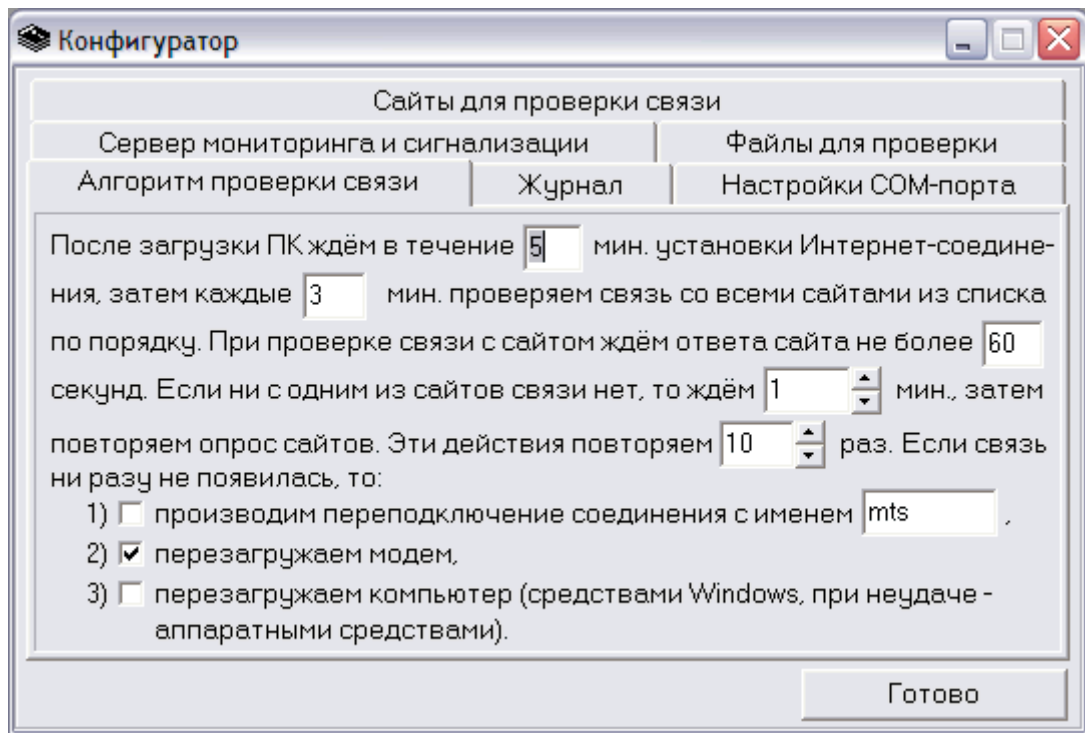 Конфигуратор
Сайты для проверки связи
Сервер мониторинга и сигнализации Файлы для проверки
Алгоритм проверки связи Журнал Настройки COM-порта
После загрузки ПК ждём в течение 5 мин. установки Интернет-соедине-
ния, затем каждые 3 мин. проверяем связь со всеми сайтами из списка
по порядку. При проверке связи с сайтом ждём ответа сайта не более 60
секунд. Если ни с одним из сайтов связи нет, то ждём 1 мин., затем
повторяем опрос сайтов. Эти действия повторяем 10 раз. Если связь
ни разу не появилась, то:
1) производим переподключение соединения с именем mts ,
2) перезагружаем модем,
3) перезагружаем компьютер (средствами Windows, при неудаче -
аппаратными средствами).
Готово